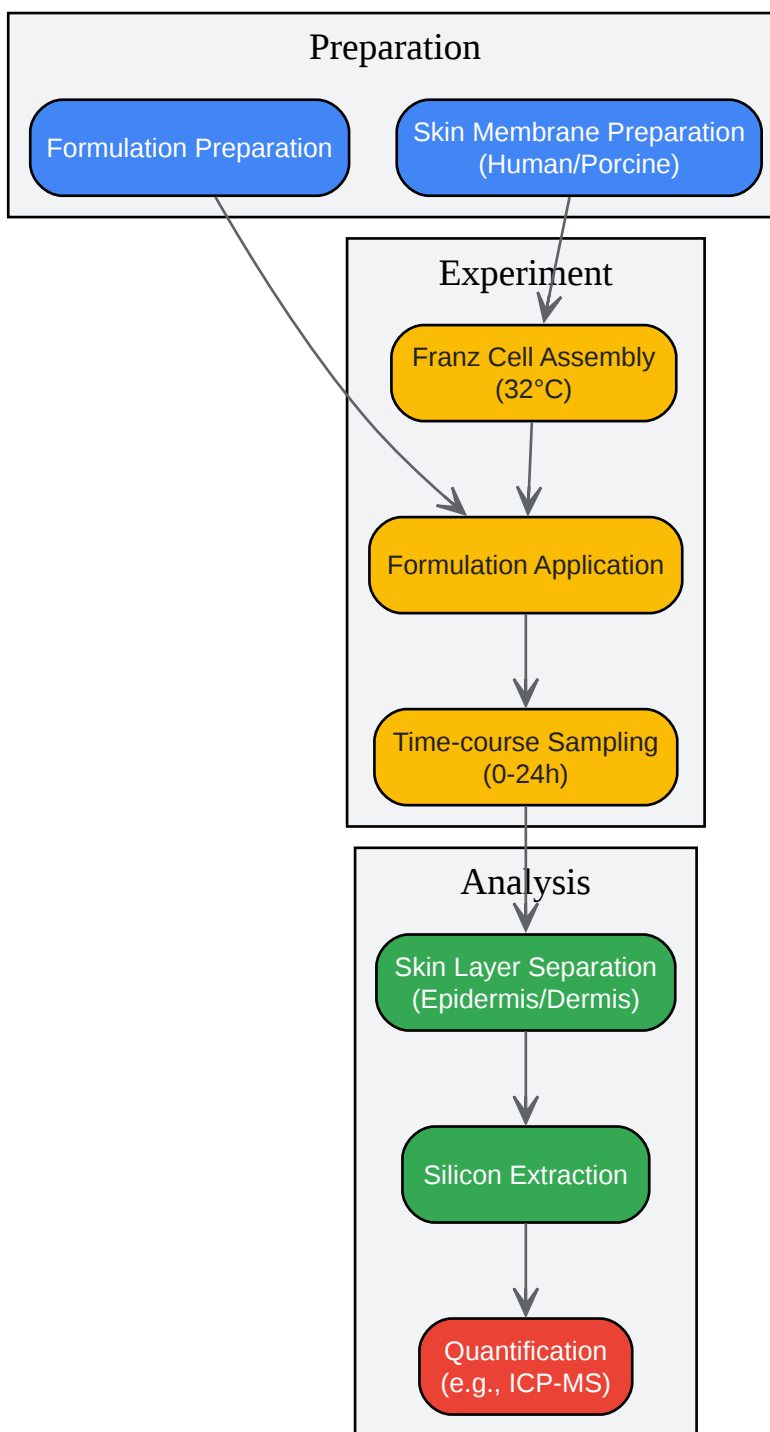 Preparation
Formulation Preparation
Skin Membrane Preparation
(Human/Porcine)
Experiment
Franz Cell Assembly
(32°C)
Formulation Application
Time-course Sampling
(0-24h)
Analysis
Skin Layer Separation
(Epidermis/Dermis)
Silicon Extraction
Quantification
(e.g., ICP-MS)